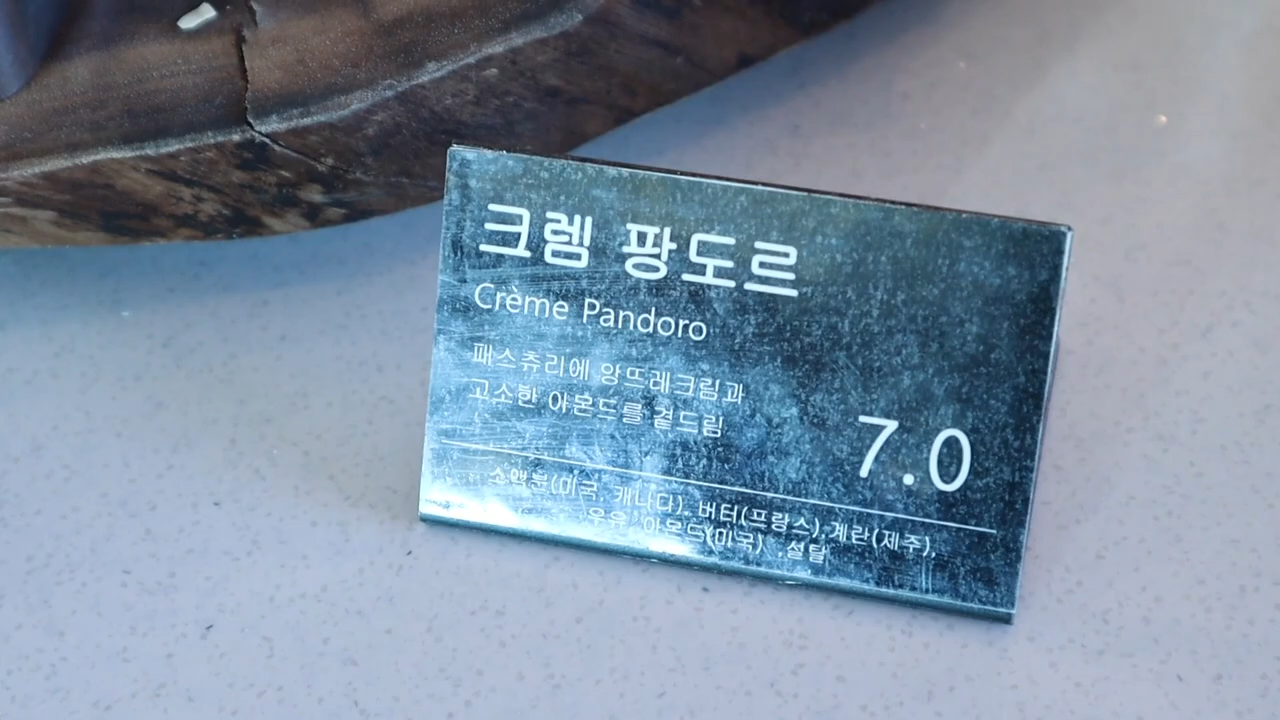 크렘 팡도르
Crème Pandoro
패스츄리에 앙뜨레크림과
고소한 아몬드를 곁드림
7.0
소맥분(미국, 캐나다), 버터(프랑스),계란(제주),
우유, 아몬드(미국) ,설탈